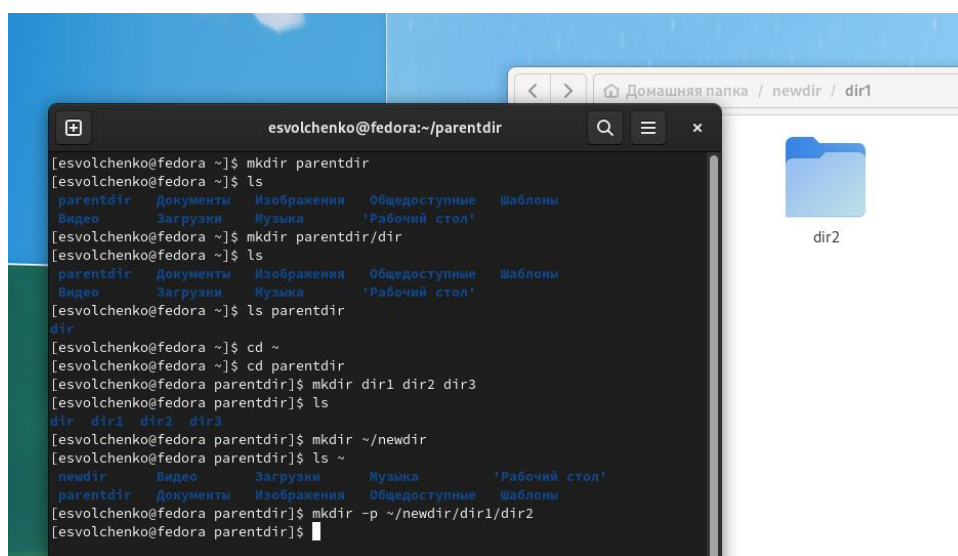 Домашняя папка / newdir / dir1
dir2
esvolchenko@fedora:~/parentdir
[esvolchenko@fedora ~]$ mkdir parentdir
[esvolchenko@fedora ~]$ ls
parentdir Документы Изображения Общедоступные Шаблоны
Видео Загрузки Музыка 'Рабочий стол'
[esvolchenko@fedora ~]$ mkdir parentdir/dir
[esvolchenko@fedora ~]$ ls
parentdir Документы Изображения Общедоступные Шаблоны
Видео Загрузки Музыка 'Рабочий стол'
[esvolchenko@fedora ~]$ ls parentdir
dir
[esvolchenko@fedora ~]$ cd ~
[esvolchenko@fedora ~]$ cd parentdir
[esvolchenko@fedora parentdir]$ mkdir dir1 dir2 dir3
[esvolchenko@fedora parentdir]$ ls
dir dir1 dir2 dir3
[esvolchenko@fedora parentdir]$ mkdir ~/newdir
[esvolchenko@fedora parentdir]$ ls ~
newdir Видео Загрузки Музыка 'Рабочий стол'
parentdir Документы Изображения Общедоступные Шаблоны
[esvolchenko@fedora parentdir]$ mkdir -p ~/newdir/dir1/dir2
[esvolchenko@fedora parentdir]$